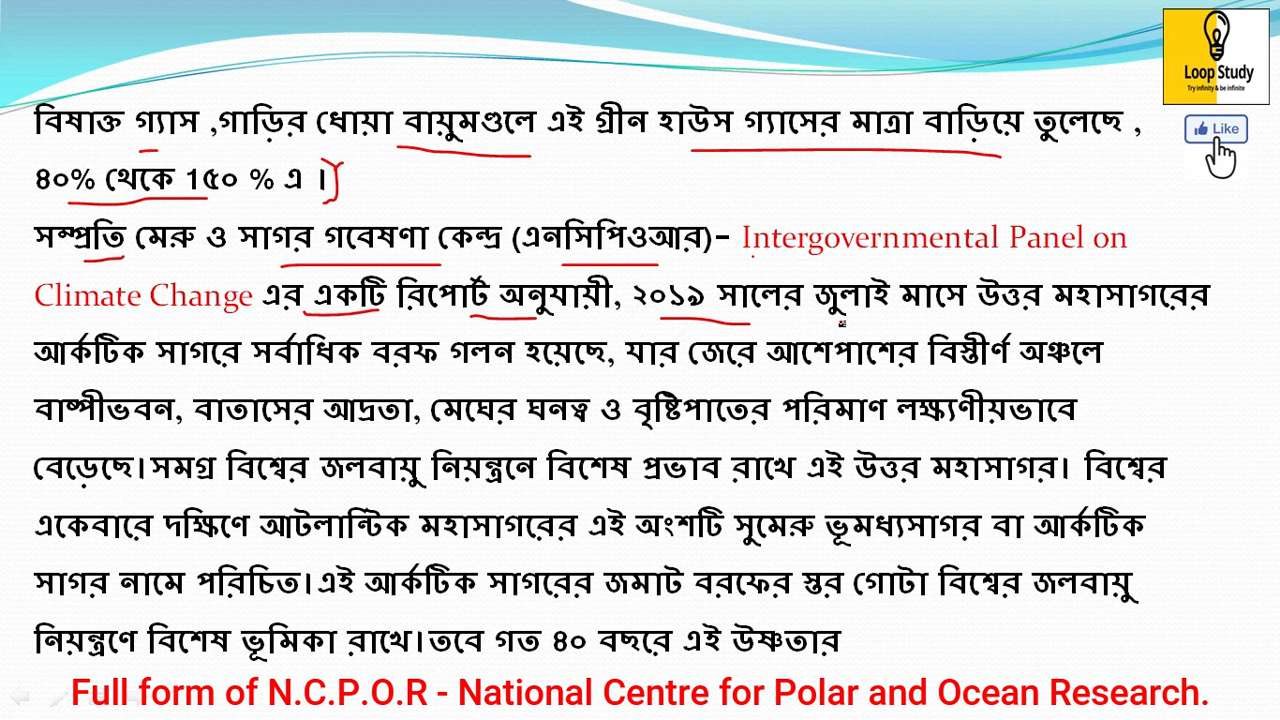 Loop Study
Try infinity & be infinite
Like
বিষাক্ত গ্যাস ,গাড়ির ধোয়া বায়ুমণ্ডলে এই গ্রীন হাউস গ্যাসের মাত্রা বাড়িয়ে তুলেছে ,
৪০% থেকে 1৫০ % এ ।
সম্প্রতি মেরু ও সাগর গবেষণা কেন্দ্র (এনসিপিওআর)– Intergovernmental Panel on
Climate Change এর একটি রিপোর্ট অনুযায়ী, ২০১৯ সালের জুলাই মাসে উত্তর মহাসাগরের
আর্কটিক সাগরে সর্বাধিক বরফ গলন হয়েছে, যার জেরে আশেপাশের বিস্তীর্ণ অঞ্চলে
বাষ্পীভবন, বাতাসের আদ্রতা, মেঘের ঘনত্ব ও বৃষ্টিপাতের পরিমাণ লক্ষ্যণীয়ভাবে
বেড়েছে। সমগ্র বিশ্বের জলবায়ু নিয়ন্ত্রনে বিশেষ প্রভাব রাখে এই উত্তর মহাসাগর। বিশ্বের
একেবারে দক্ষিণে আটলান্টিক মহাসাগরের এই অংশটি সুমেরু ভূমধ্যসাগর বা আর্কটিক
সাগর নামে পরিচিত। এই আর্কটিক সাগরের জমাট বরফের স্তর গোটা বিশ্বের জলবায়ু
নিয়ন্ত্রণে বিশেষ ভূমিকা রাখে। তবে গত ৪০ বছরে এই উষ্ণতার
Full form of N.C.P.O.R - National Centre for Polar and Ocean Research.